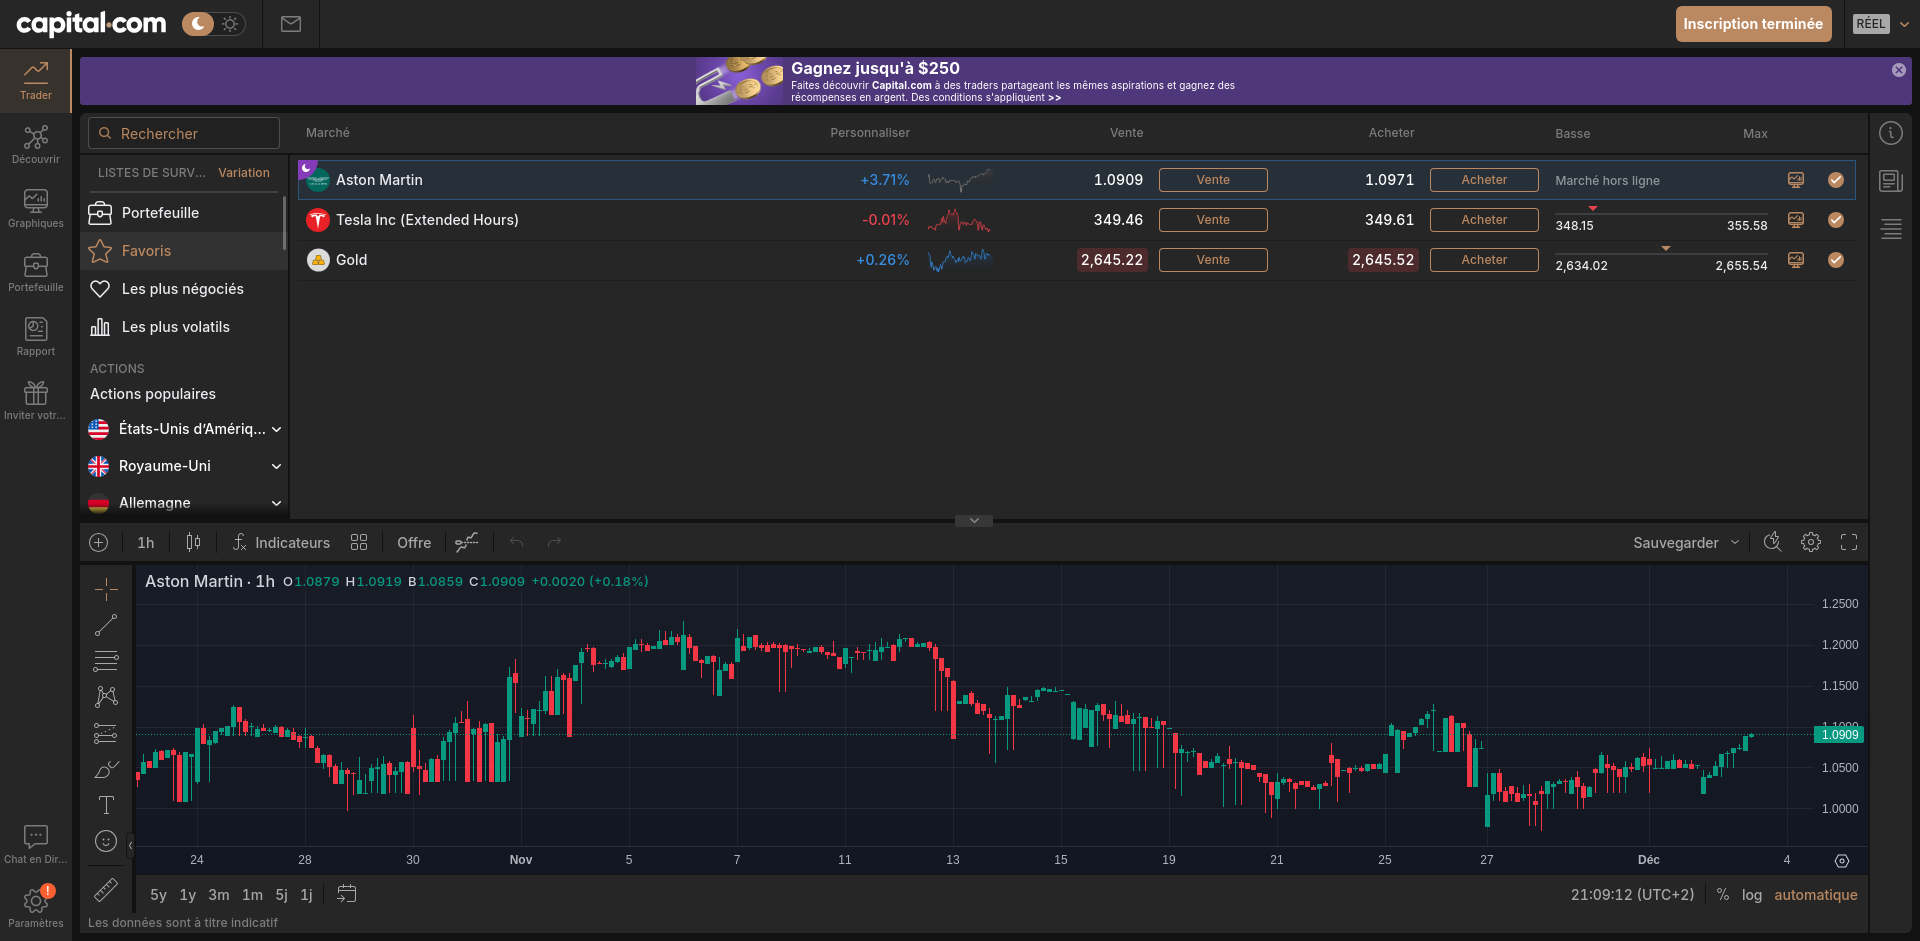 capital.com
Inscription terminée
RÉEL
Gagnez jusqu'à $250
Faites découvrir Capital.com à des traders partageant les mêmes aspirations et gagnez des
récompenses en argent. Des conditions s'appliquent >>
Trader
Découvrir
Graphiques
Portefeuille
Rapport
Inviter votr...
Chat en Dir...
Paramètres
Rechercher
LISTES DE SURV... Variation
Portefeuille
Favoris
Les plus négociés
Les plus volatils
ACTIONS
Actions populaires
États-Unis d'Amériq...
Royaume-Uni
Allemagne
Marché Personnaliser Vente Acheter Basse Max
Aston Martin +3.71% 1.0909 Vente 1.0971 Acheter Marché hors ligne
Tesla Inc (Extended Hours) -0.01% 349.46 Vente 349.61 Acheter 348.15 355.58
Gold +0.26% 2,645.22 Vente 2,645.52 Acheter 2,634.02 2,655.54
1h Indicateurs Offre Sauvegarder
Aston Martin · 1h O1.0879 H1.0919 B1.0859 C1.0909 +0.0020 (+0.18%)
1.2500
1.2000
1.1500
1.1000
1.0909
1.0500
1.0000
24 28 30 Nov 5 7 11 13 15 19 21 25 27 Déc 4
5y 1y 3m 1m 5j 1j 21:09:12 (UTC+2) % log automatique
Les données sont à titre indicatif